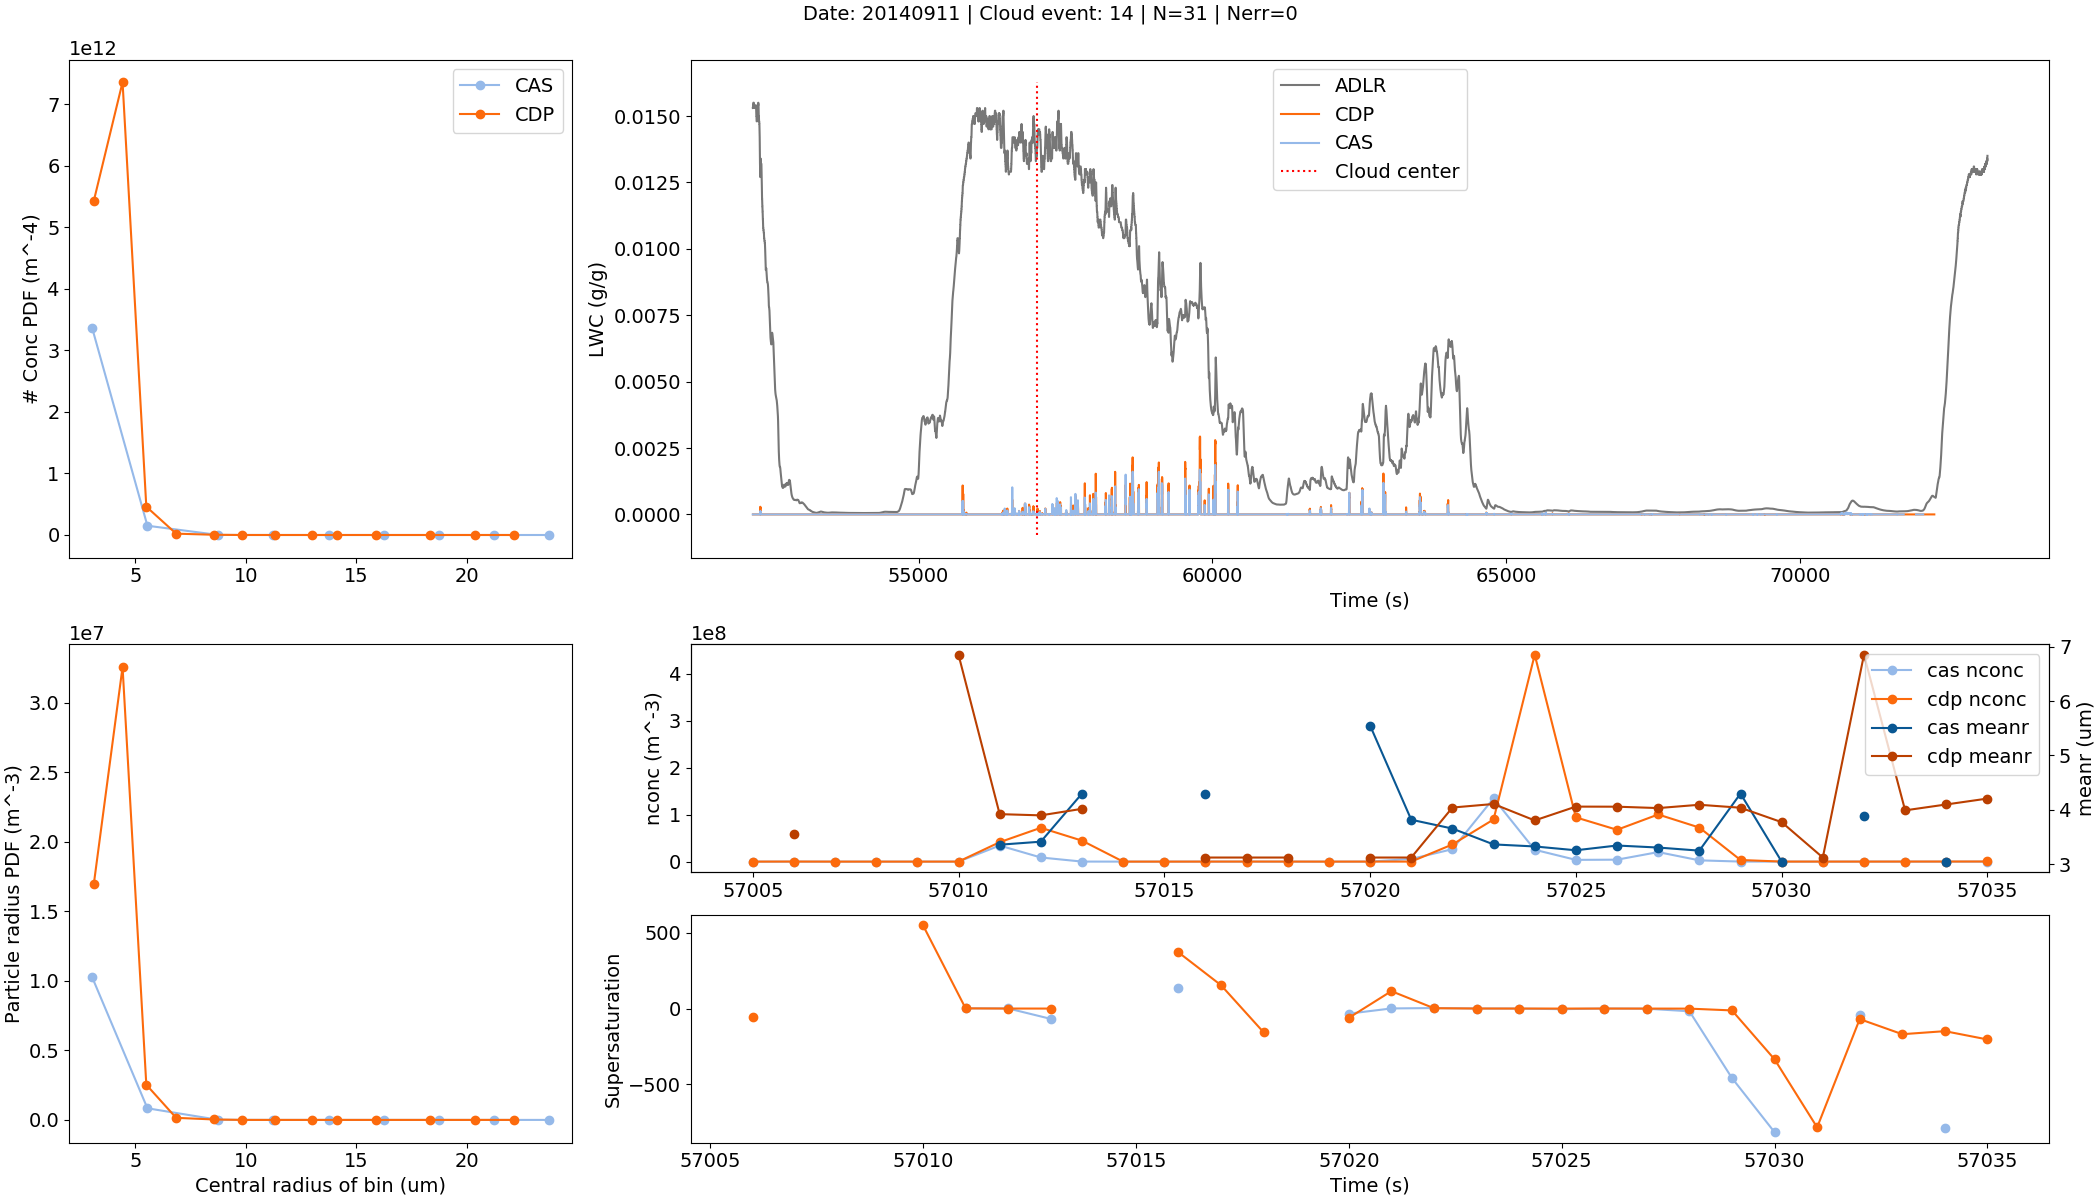 Date: 20140911 | Cloud event: 14 | N=31 | Nerr=0
1e12
# Conc PDF (m^-4)
7
6
5
4
3
2
1
0
5 10 15 20
CAS
CDP
LWC (g/g)
0.0150
0.0125
0.0100
0.0075
0.0050
0.0025
0.0000
55000 60000 65000 70000
Time (s)
ADLR
CDP
CAS
Cloud center
1e7
Particle radius PDF (m^-3)
3.0
2.5
2.0
1.5
1.0
0.5
0.0
5 10 15 20
Central radius of bin (um)
1e8
nconc (m^-3)
4
3
2
1
0
57005 57010 57015 57020 57025 57030 57035
7
6
5
4
3
meanr (um)
cas nconc
cdp nconc
cas meanr
cdp meanr
Supersaturation
500
0
−500
57005 57010 57015 57020 57025 57030 57035
Time (s)